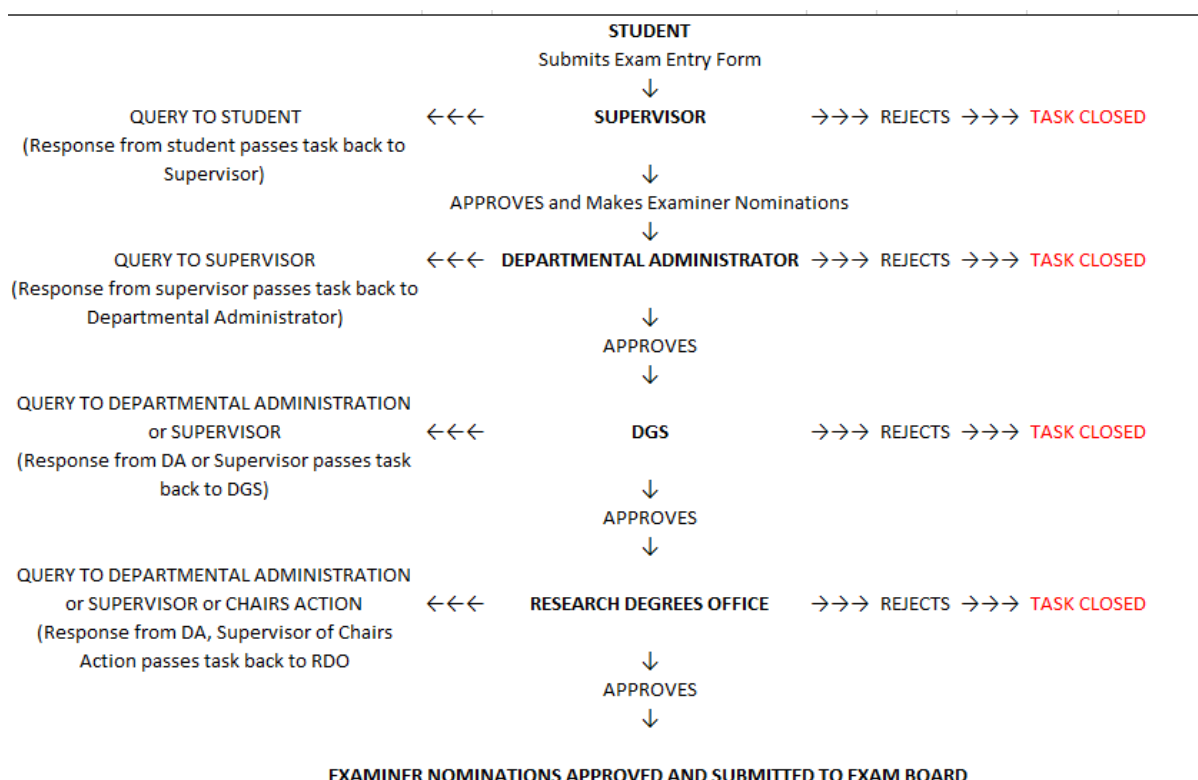 STUDENT
Submits Exam Entry Form
↓
QUERY TO STUDENT ←←← SUPERVISOR →→→ REJECTS →→→ TASK CLOSED
(Response from student passes task back to
Supervisor) ↓
APPROVES and Makes Examiner Nominations
↓
QUERY TO SUPERVISOR ←←← DEPARTMENTAL ADMINISTRATOR →→→ REJECTS →→→ TASK CLOSED
(Response from supervisor passes task back to
Departmental Administrator) ↓
APPROVES
↓
QUERY TO DEPARTMENTAL ADMINISTRATION
or SUPERVISOR ←←← DGS →→→ REJECTS →→→ TASK CLOSED
(Response from DA or Supervisor passes task
back to DGS) ↓
APPROVES
↓
QUERY TO DEPARTMENTAL ADMINISTRATION
or SUPERVISOR or CHAIRS ACTION ←←← RESEARCH DEGREES OFFICE →→→ REJECTS →→→ TASK CLOSED
(Response from DA, Supervisor of Chairs
Action passes task back to RDO ↓
APPROVES
↓
EXAMINER NOMINATIONS APPROVED AND SUBMITTED TO EXAM BOARD